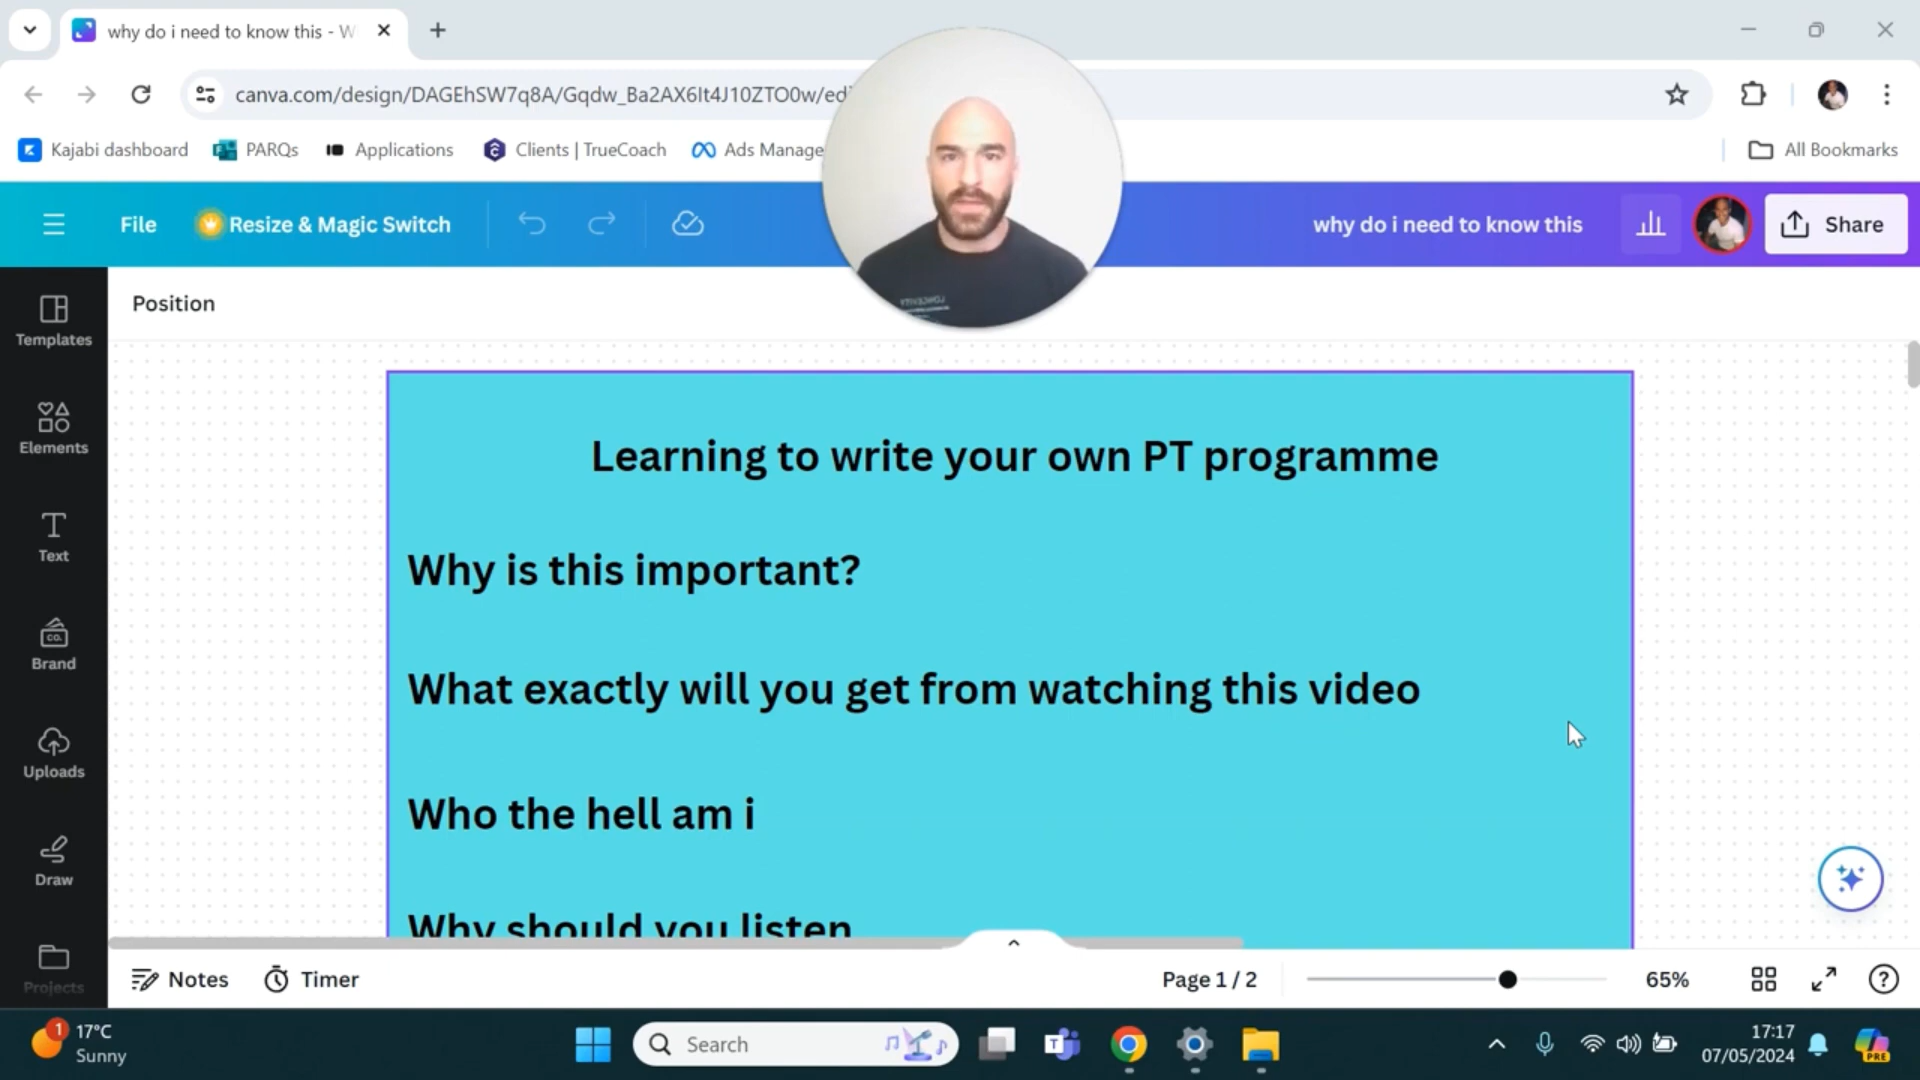 why do i need to know this - W
canva.com/design/DAGEhSW7q8A/Gqdw_Ba2AX6It4J10ZTO0w/edi
Kajabi dashboard
PARQs
Applications
Clients | TrueCoach
Ads Manage
All Bookmarks
File
Resize & Magic Switch
why do i need to know this
Share
Position
Templates
Elements
Text
Brand
Uploads
Draw
Projects
Learning to write your own PT programme
Why is this important?
What exactly will you get from watching this video
Who the hell am i
Why should you listen
Notes
Timer
Page 1 / 2
65%
1
17°C
Sunny
Search
17:17
07/05/2024
PRE